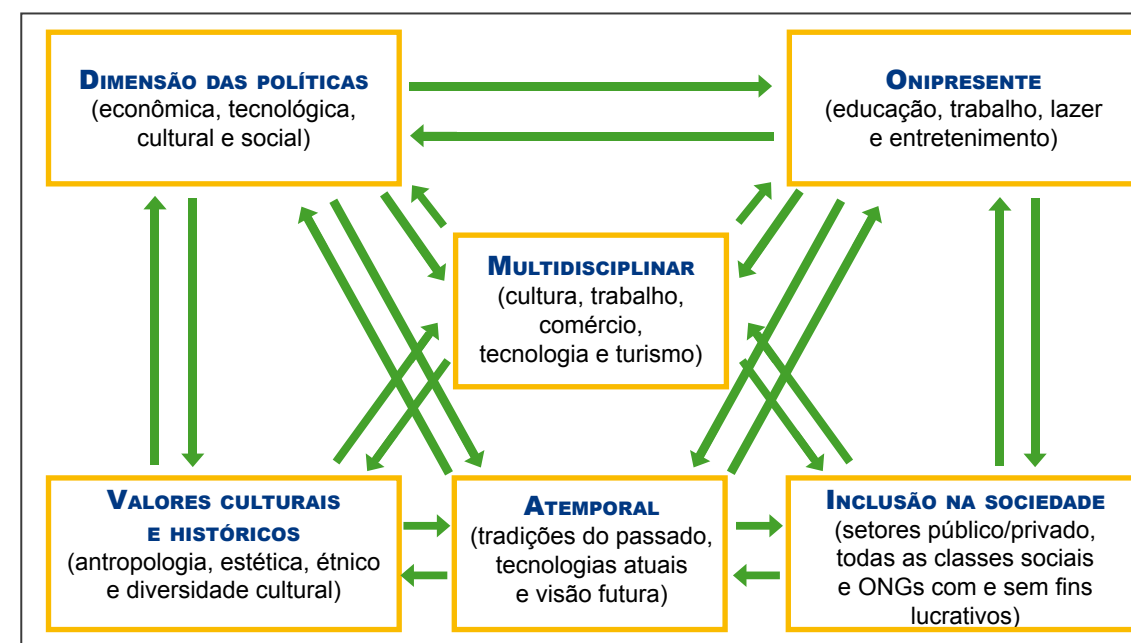 DIMENSÃO DAS POLÍTICAS
(econômica, tecnológica,
cultural e social)
ONIPRESENTE
(educação, trabalho, lazer
e entretenimento)
MULTIDISCIPLINAR
(cultura, trabalho,
comércio,
tecnologia e turismo)
VALORES CULTURAIS
E HISTÓRICOS
(antropologia, estética, étnico
e diversidade cultural)
ATEMPORAL
(tradições do passado,
tecnologias atuais
e visão futura)
INCLUSÃO NA SOCIEDADE
(setores público/privado,
todas as classes sociais
e ONGs com e sem fins
lucrativos)